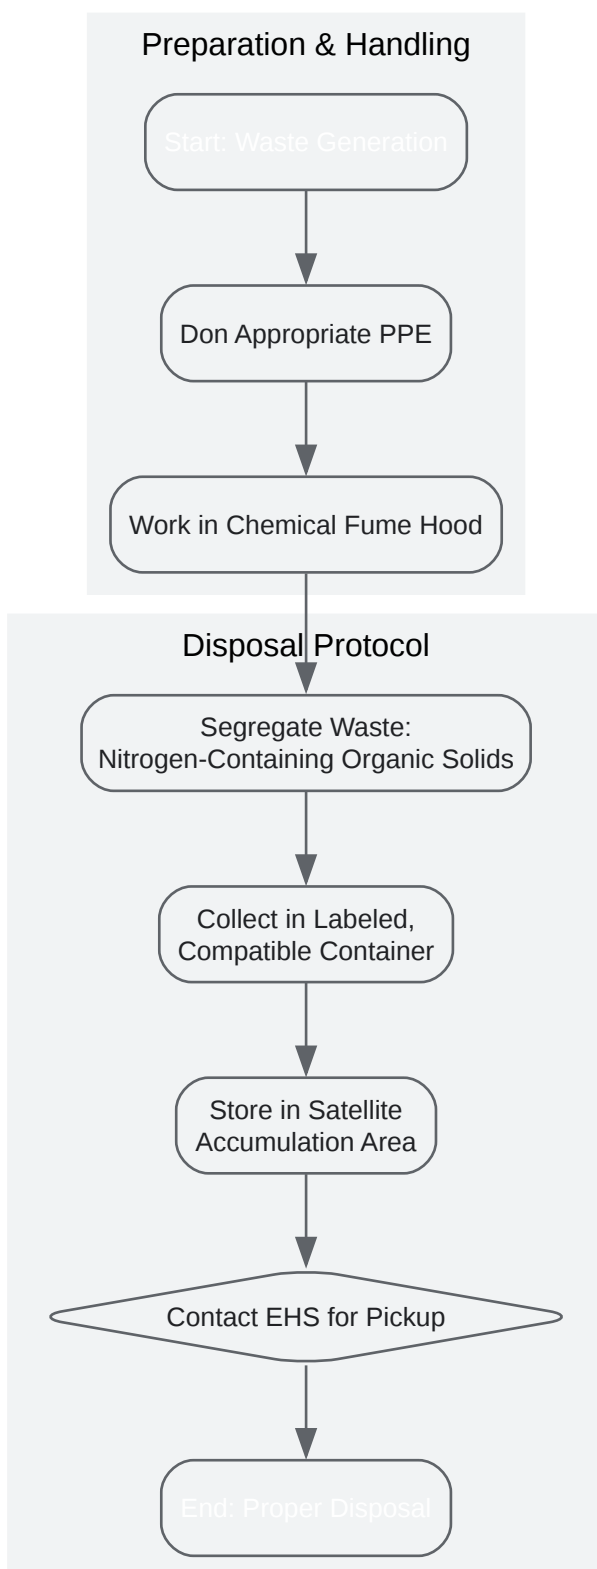 Preparation & Handling
Start: Waste Generation
Don Appropriate PPE
Work in Chemical Fume Hood
Disposal Protocol
Segregate Waste:
Nitrogen-Containing Organic Solids
Collect in Labeled,
Compatible Container
Store in Satellite
Accumulation Area
Contact EHS for Pickup
End: Proper Disposal